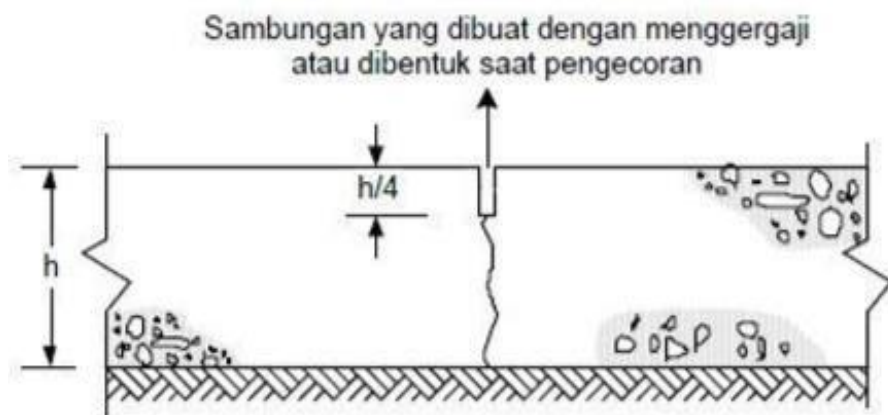 Sambungan yang dibuat dengan menggergaji
atau dibentuk saat pengecoran
h/4
h